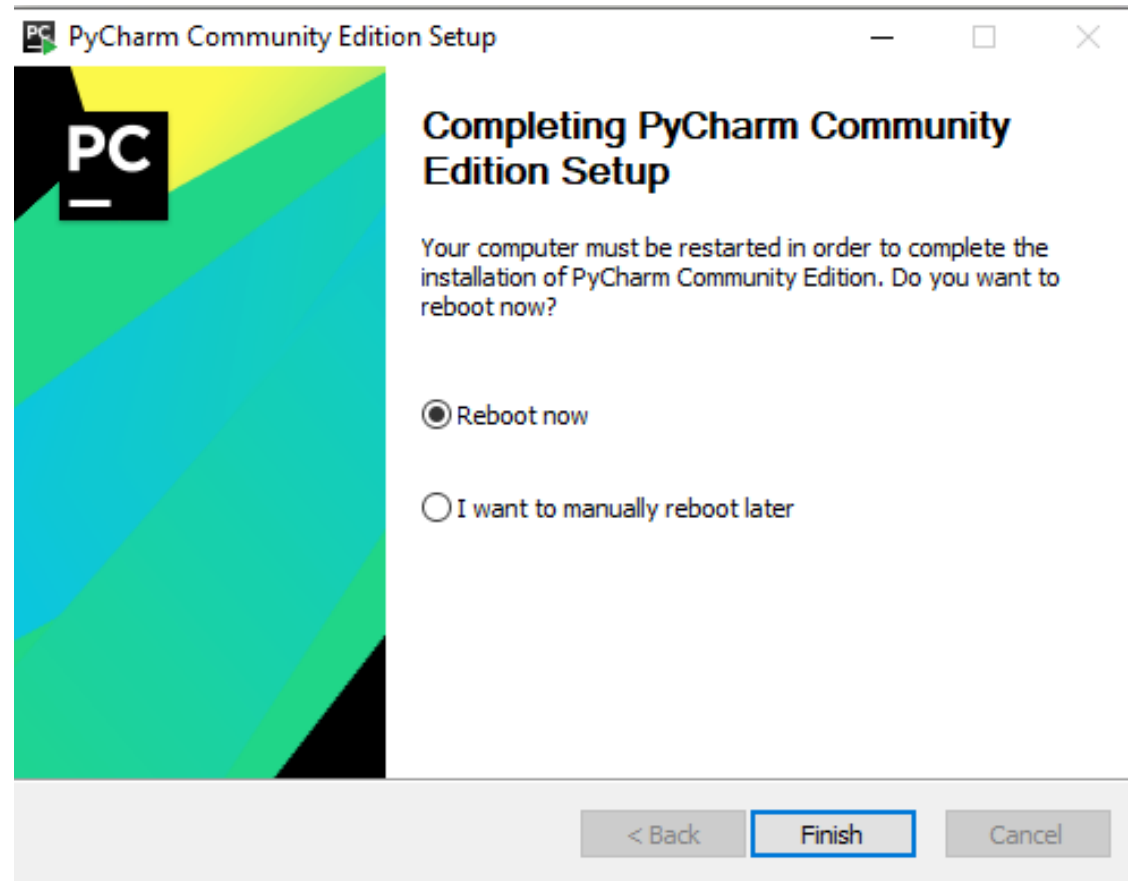 PyCharm Community Edition Setup
PC
Completing PyCharm Community
Edition Setup
Your computer must be restarted in order to complete the
installation of PyCharm Community Edition. Do you want to
reboot now?
Reboot now
I want to manually reboot later
< Back
Finish
Cancel